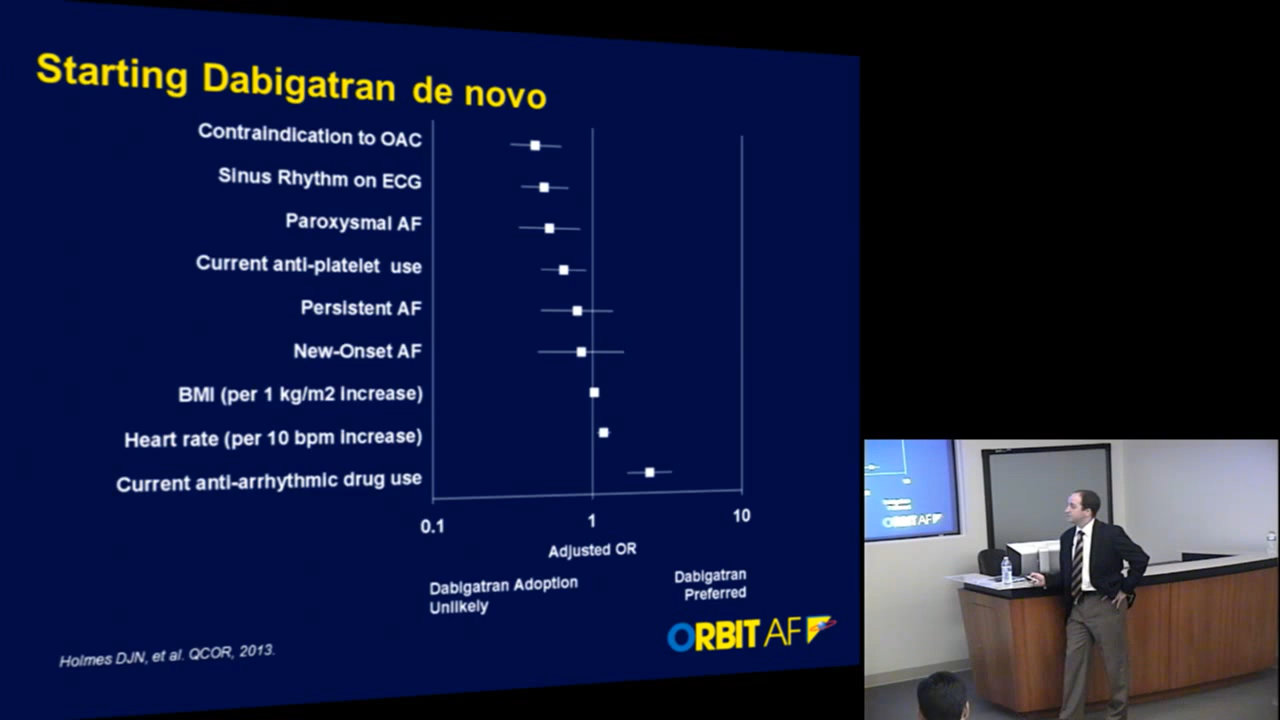 Starting Dabigatran de novo
Contraindication to OAC
Sinus Rhythm on ECG
Paroxysmal AF
Current anti-platelet use
Persistent AF
New-Onset AF
BMI (per 1 kg/m2 increase)
Heart rate (per 10 bpm increase)
Current anti-arrhythmic drug use
0.1 1 10
Adjusted OR
Dabigatran Adoption
Unlikely
Dabigatran
Preferred
ORBIT AF
Holmes DJN, et al. QCOR, 2013.
ORBIT AF